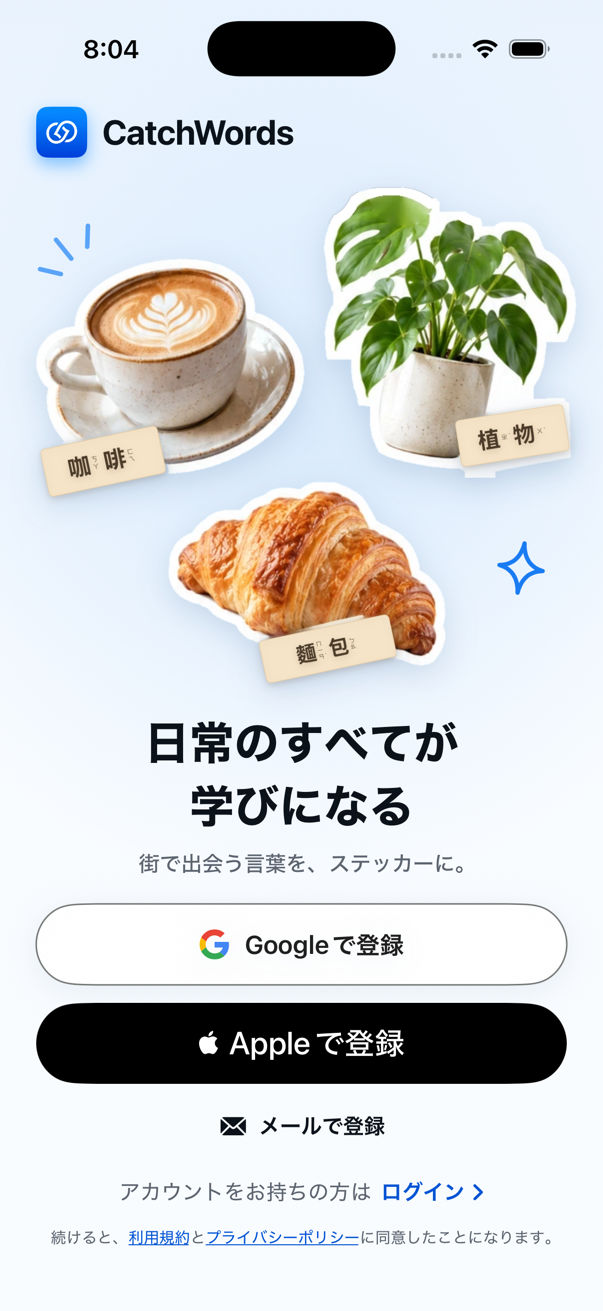 8:04
CatchWords
咖啡
植物
麵包
日常のすべてが
学びになる
街で出会う言葉を、ステッカーに。
Googleで登録
Appleで登録
メールで登録
アカウントをお持ちの方は ログイン
続けると、利用規約とプライバシーポリシーに同意したことになります。